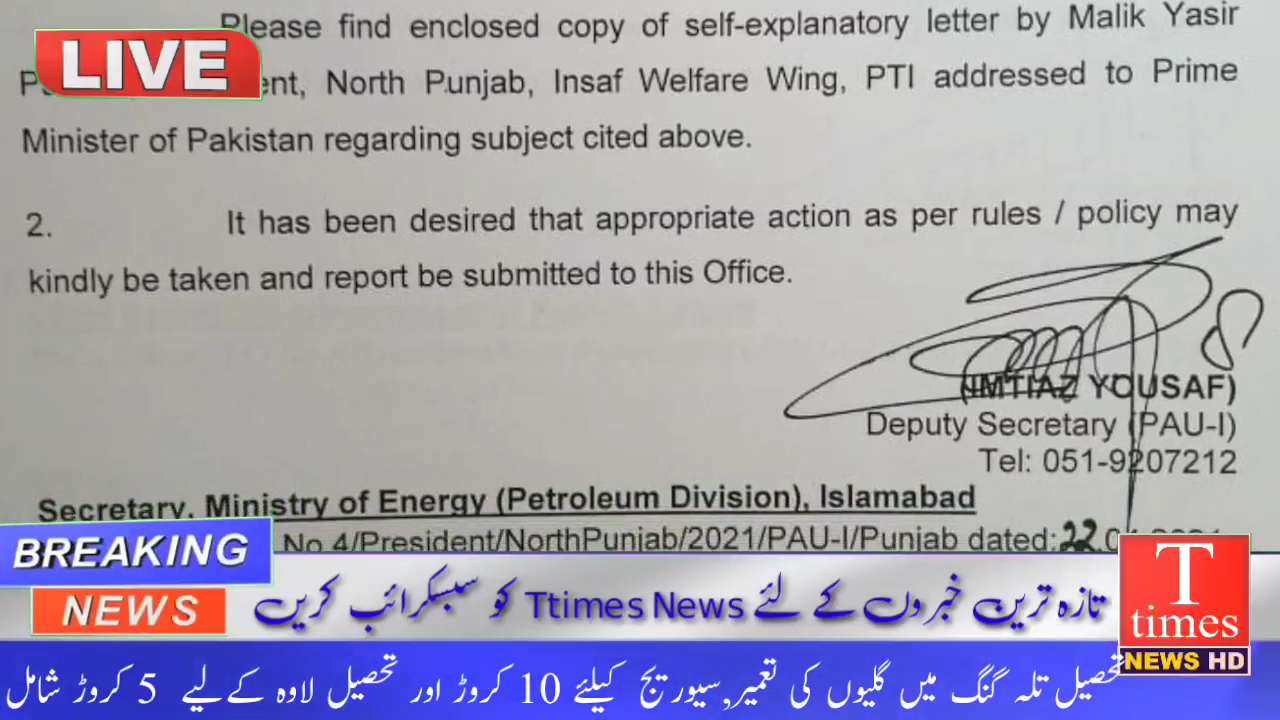 Please find enclosed copy of self-explanatory letter by Malik Yasir
LIVE
North Punjab, Insaf Welfare Wing, PTI addressed to Prime
Minister of Pakistan regarding subject cited above.
2. It has been desired that appropriate action as per rules / policy may
kindly be taken and report be submitted to this Office.
(IMTIAZ YOUSAF)
Deputy Secretary (PAU-I)
Tel: 051-9207212
Secretary, Ministry of Energy (Petroleum Division), Islamabad
No 4/President/NorthPunjab/2021/PAU-I/Punjab dated:22
BREAKING
NEWS
تازہ ترین خبروں کے لئے Ttimes News کو سبسکرائب کریں
T
times
NEWS HD
تحصیل تلہ گنگ میں گلیوں کی تعمیر,سیوریج کیلئے 10 کروڑ اور تحصیل لاوہ کے لیے 5 کروڑ شامل